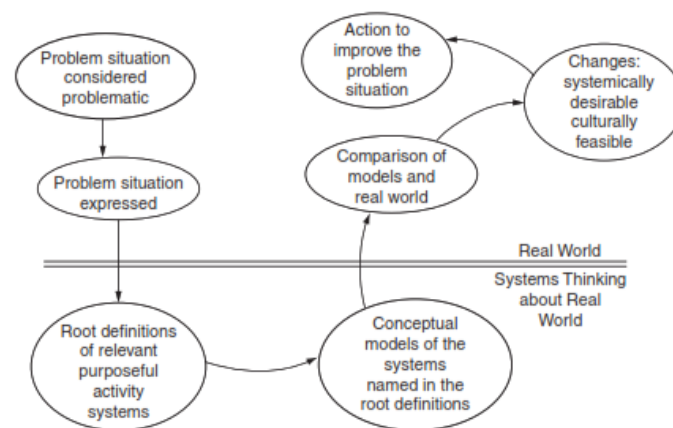 Problem situation
considered
problematic
Problem situation
expressed
Root definitions
of relevant
purposeful
activity
systems
Conceptual
models of the
systems
named in the
root definitions
Comparison of
models and
real world
Changes:
systemically
desirable
culturally
feasible
Action to
improve the
problem
situation
Real World
Systems Thinking
about Real
World